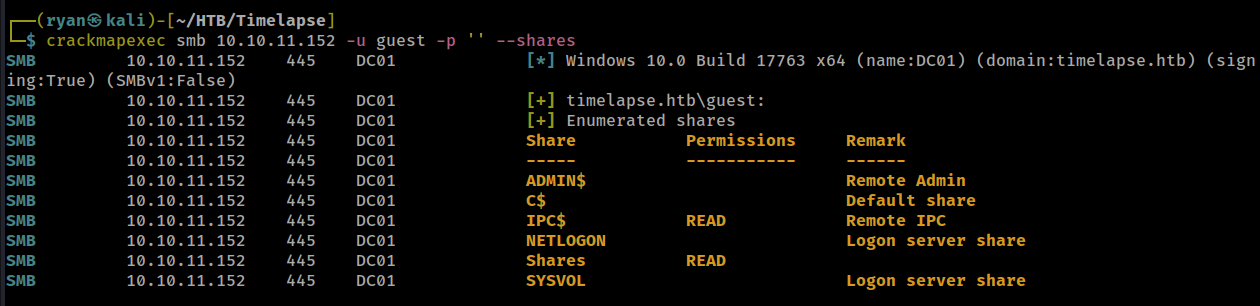 ┌──(ryan㉿kali)-[~/HTB/Timelapse]
└─$ crackmapexec smb 10.10.11.152 -u guest -p '' --shares
SMB         10.10.11.152    445    DC01             [*] Windows 10.0 Build 17763 x64 (name:DC01) (domain:timelapse.htb) (sign
ing:True) (SMBv1:False)
SMB         10.10.11.152    445    DC01             [+] timelapse.htb\guest:
SMB         10.10.11.152    445    DC01             [+] Enumerated shares
SMB         10.10.11.152    445    DC01             Share           Permissions     Remark
SMB         10.10.11.152    445    DC01             -----           -----------     ------
SMB         10.10.11.152    445    DC01             ADMIN$                          Remote Admin
SMB         10.10.11.152    445    DC01             C$                              Default share
SMB         10.10.11.152    445    DC01             IPC$            READ            Remote IPC
SMB         10.10.11.152    445    DC01             NETLOGON                        Logon server share
SMB         10.10.11.152    445    DC01             Shares          READ
SMB         10.10.11.152    445    DC01             SYSVOL                          Logon server share